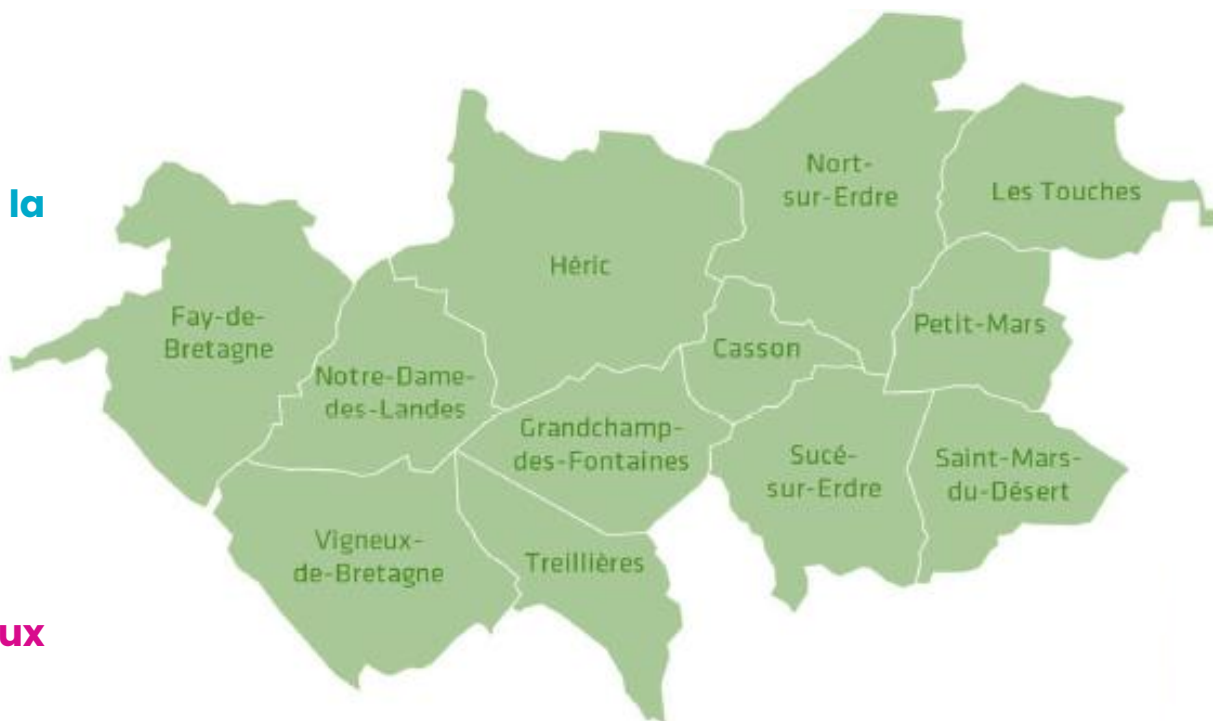 la
Nort-
sur-Erdre
Les Touches
Héric
Fay-de-
Bretagne
Petit-Mars
Casson
Notre-Dame-
des-Landes
Grandchamp-
des-Fontaines
Sucé-
sur-Erdre
Saint-Mars-
du-Désert
Vigneux-
de-Bretagne
Treillières
ux